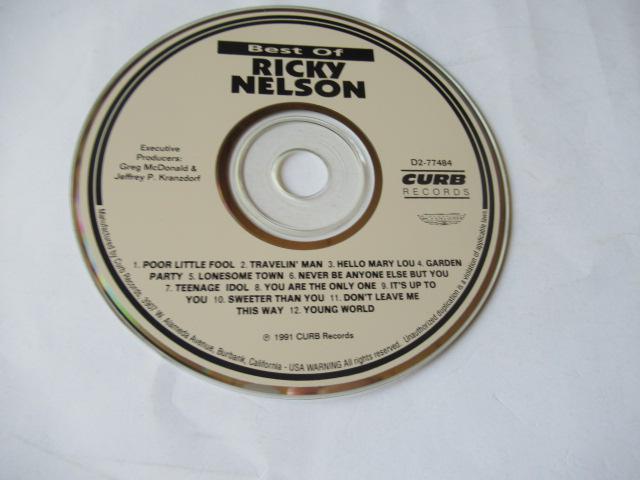 Best Of
RICKY
NELSON
Executive
Producers:
Greg McDonald &
Jeffrey P. Kranzdorf
D2-77484
CURB
RECORDS
1. POOR LITTLE FOOL 2. TRAVELIN' MAN 3. HELLO MARY LOU 4. GARDEN
PARTY 5. LONESOME TOWN 6. NEVER BE ANYONE ELSE BUT YOU
7. TEENAGE IDOL 8. YOU ARE THE ONLY ONE 9. IT'S UP TO
YOU 10. SWEETER THAN YOU 11. DON'T LEAVE ME
THIS WAY 12. YOUNG WORLD
℗ 1991 CURB Records
Manufactured by Curb Records, 3907 W. Alameda Avenue, Burbank, California - USA WARNING All rights reserved. Unauthorized duplication is a violation of applicable laws